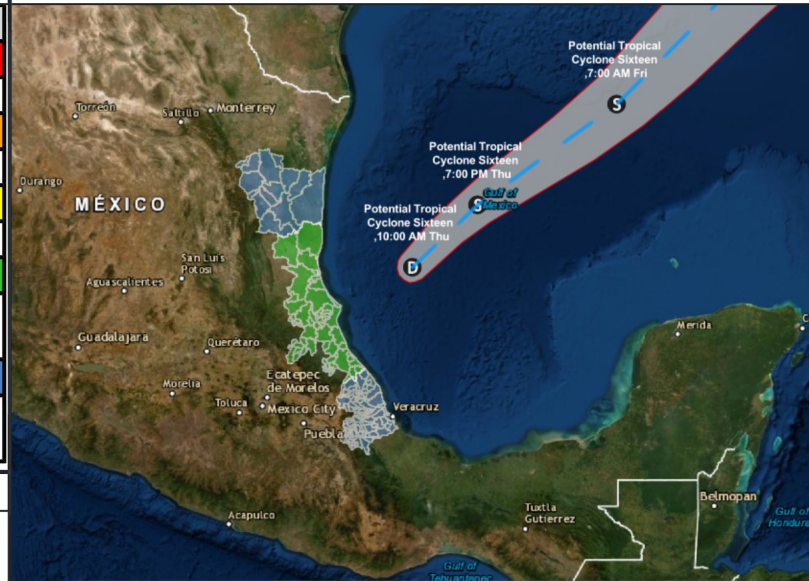 Potential Tropical
Cyclone Sixteen
,7:00 AM Fri
S
Torreón
Saltillo
Monterrey
Potential Tropical
Cyclone Sixteen
,7:00 PM Thu
Durango
MÉXICO
S
Gulf of
Mexico
Potential Tropical
Cyclone Sixteen
,10:00 AM Thu
D
San Luis
Potosí
Aguascalientes
Merida
Guadalajara
Querétaro
Ecatepec
de Morelos
Morelia
Toluca
Mexico City
Veracruz
Puebla
Belmopan
Acapulco
Tuxtla
Gutierrez
Gulf of
Gulf of
Tehuantepec